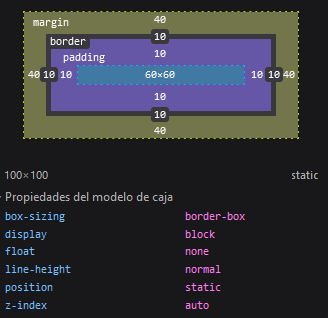 margin 40
border 10
padding 10
40 10 10 60×60 10 10 40
10
10
40
100×100 static
Propiedades del modelo de caja
box-sizing border-box
display block
float none
line-height normal
position static
z-index auto